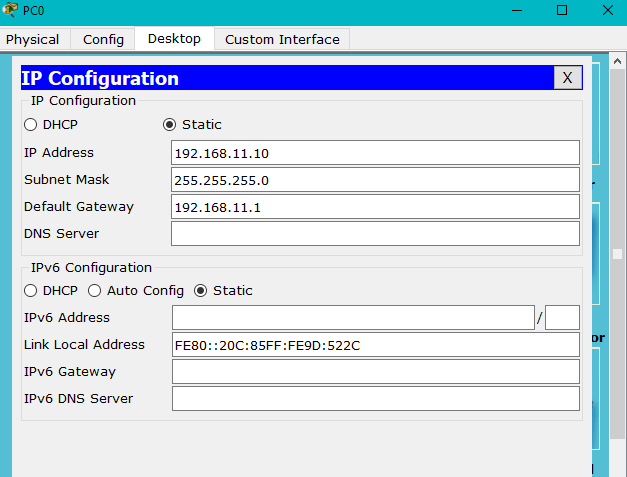 PC0
Physical Config Desktop Custom Interface
IP Configuration X
IP Configuration
DHCP Static
IP Address 192.168.11.10
Subnet Mask 255.255.255.0
Default Gateway 192.168.11.1
DNS Server
IPv6 Configuration
DHCP Auto Config Static
IPv6 Address /
Link Local Address FE80::20C:85FF:FE9D:522C
IPv6 Gateway
IPv6 DNS Server